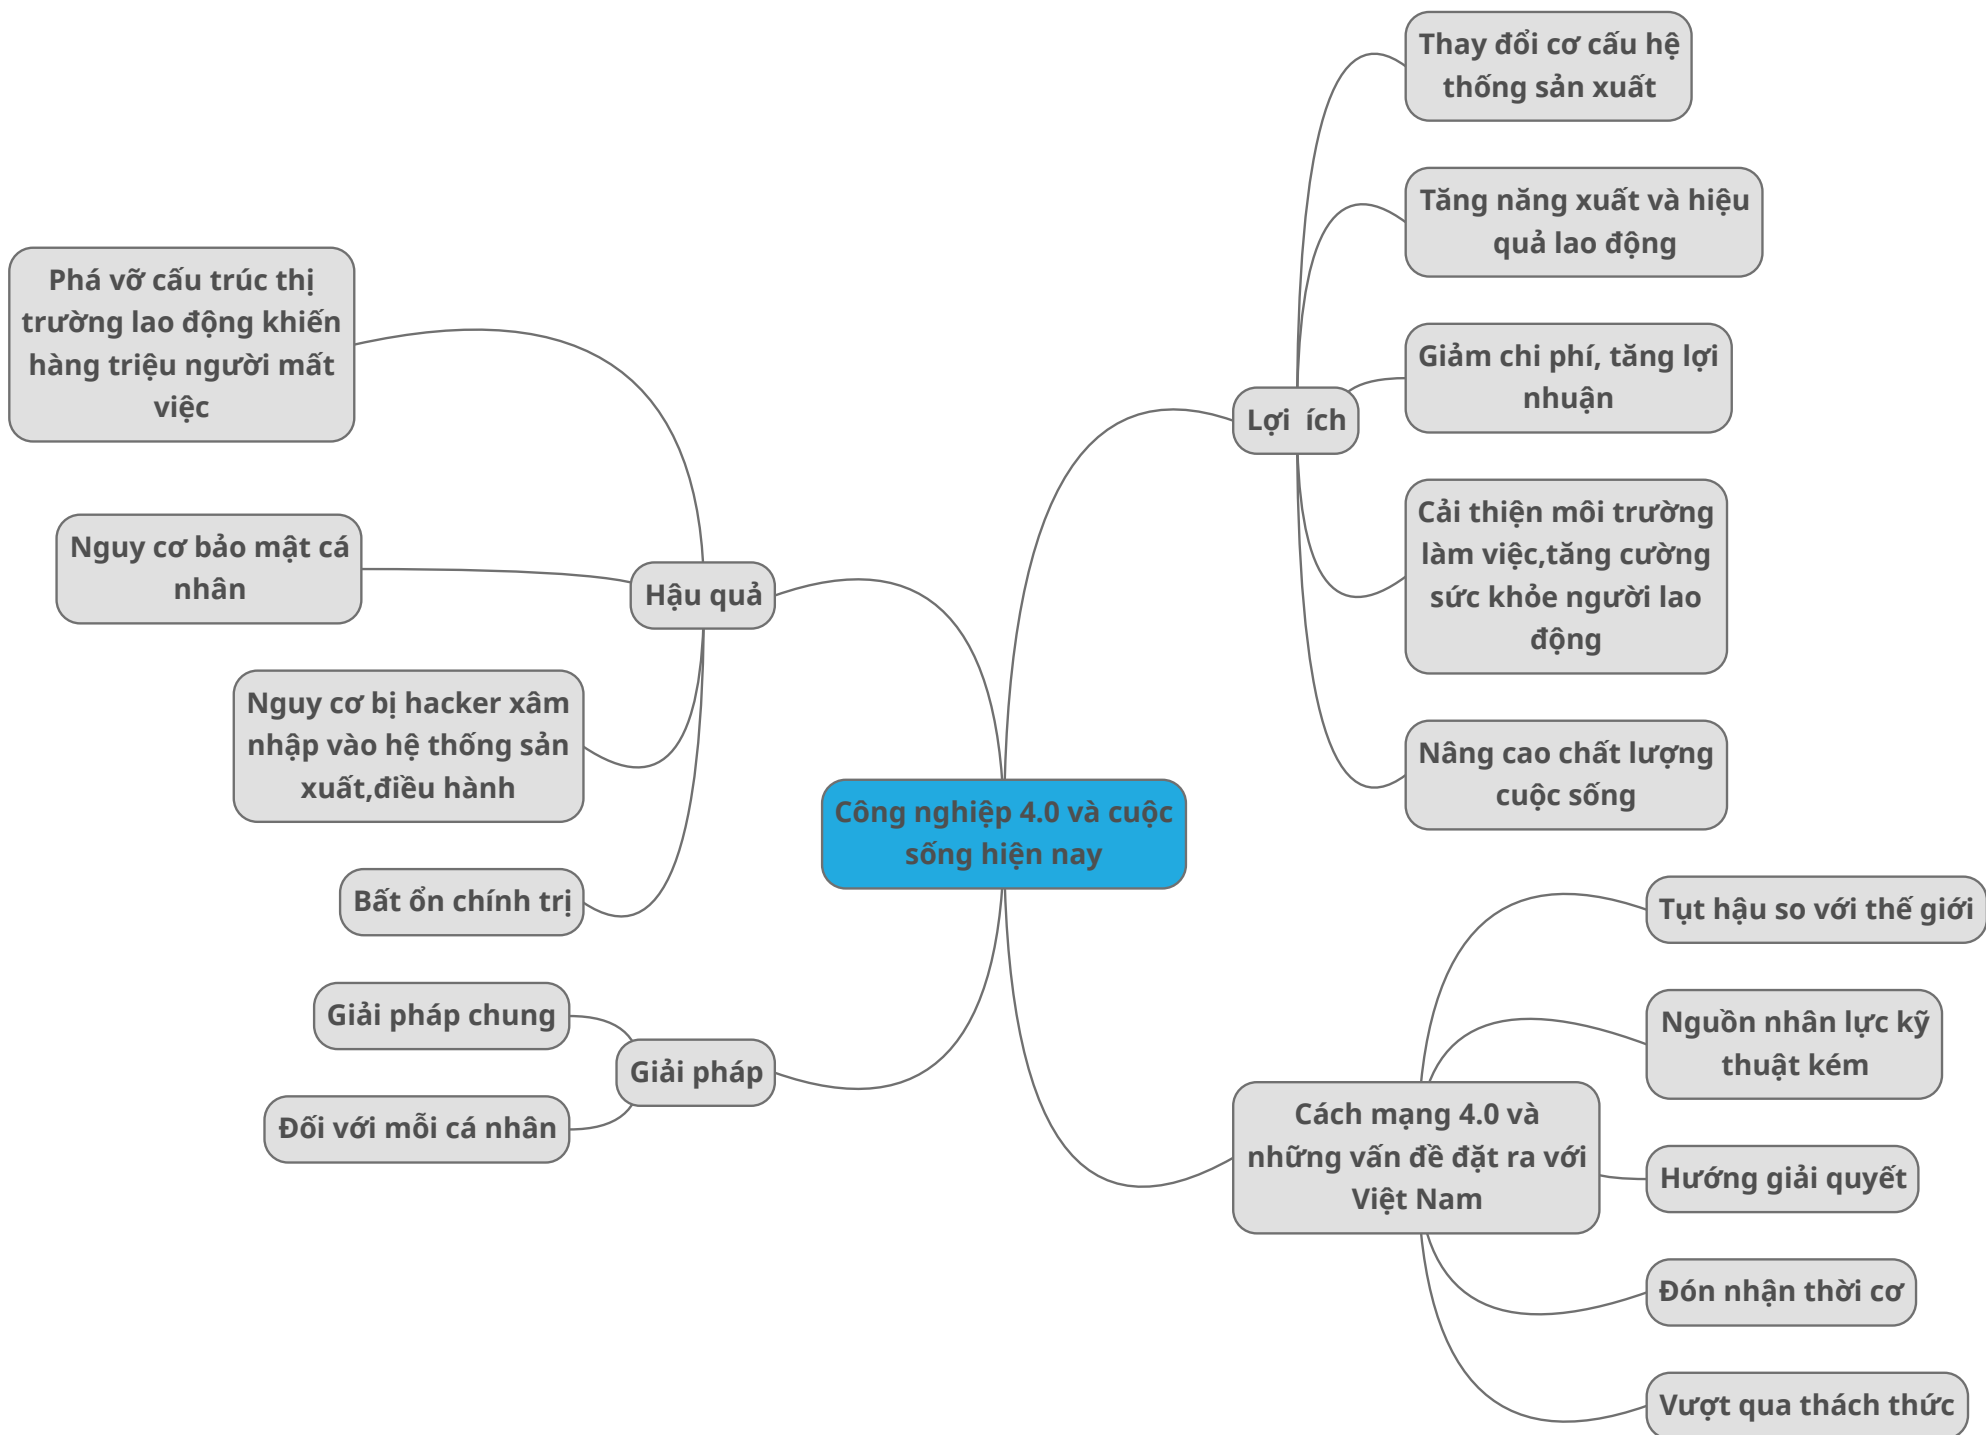 Công nghiệp 4.0 và cuộc
sống hiện nay
Lợi  ích
Thay đổi cơ cấu hệ
thống sản xuất
Tăng năng xuất và hiệu
quả lao động
Giảm chi phí, tăng lợi
nhuận
Cải thiện môi trường
làm việc,tăng cường
sức khỏe người lao
động
Nâng cao chất lượng
cuộc sống
Cách mạng 4.0 và
những vấn đề đặt ra với
Việt Nam
Tụt hậu so với thế giới
Nguồn nhân lực kỹ
thuật kém
Hướng giải quyết
Đón nhận thời cơ
Vượt qua thách thức
Hậu quả
Phá vỡ cấu trúc thị
trường lao động khiến
hàng triệu người mất
việc
Nguy cơ bảo mật cá
nhân
Nguy cơ bị hacker xâm
nhập vào hệ thống sản
xuất,điều hành
Bất ổn chính trị
Giải pháp
Giải pháp chung
Đối với mỗi cá nhân